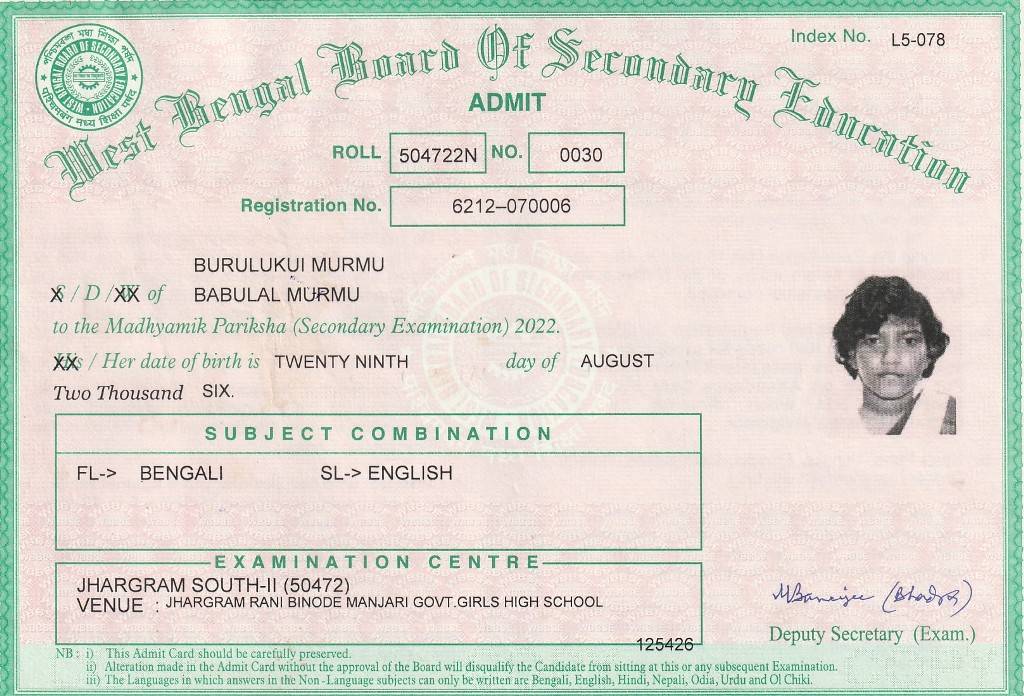 Index No. L5-078
West Bengal Board Of Secondary Education
ADMIT
ROLL 504722N NO. 0030
Registration No. 6212–070006
BURULUKUI MURMU
/ D / of BABULAL MURMU
to the Madhyamik Pariksha (Secondary Examination) 2022.
/ Her date of birth is TWENTY NINTH day of AUGUST
Two Thousand SIX.
SUBJECT COMBINATION
FL-> BENGALI SL-> ENGLISH
EXAMINATION CENTRE
JHARGRAM SOUTH-II (50472)
VENUE : JHARGRAM RANI BINODE MANJARI GOVT.GIRLS HIGH SCHOOL
125426
Deputy Secretary (Exam.)
NB : i) This Admit Card should be carefully preserved.
ii) Alteration made in the Admit Card without the approval of the Board will disqualify the Candidate from sitting at this or any subsequent Examination.
iii) The Languages in which answers in the Non-Language subjects can only be written are Bengali, English, Hindi, Nepali, Odia, Urdu and Ol Chiki.